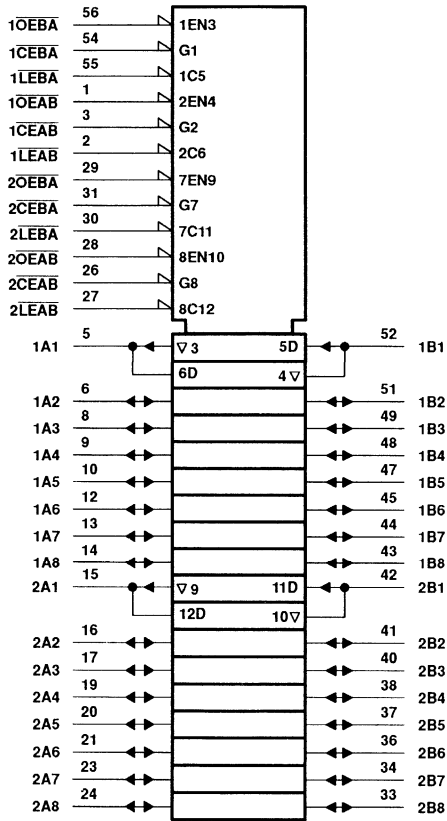 1OEBA 56 1EN3
1CEBA 54 G1
1LEBA 55 1C5
1OEAB 1 2EN4
1CEAB 3 G2
1LEAB 2 2C6
2OEBA 29 7EN9
2CEBA 31 G7
2LEBA 30 7C11
2OEAB 28 8EN10
2CEAB 26 G8
2LEAB 27 8C12
1A1 5 ▽ 3 5D 52 1B1
6D 4 ▽
1A2 6 51 1B2
1A3 8 49 1B3
1A4 9 48 1B4
1A5 10 47 1B5
1A6 12 45 1B6
1A7 13 44 1B7
1A8 14 43 1B8
2A1 15 ▽ 9 11D 42 2B1
12D 10 ▽
2A2 16 41 2B2
2A3 17 40 2B3
2A4 19 38 2B4
2A5 20 37 2B5
2A6 21 36 2B6
2A7 23 34 2B7
2A8 24 33 2B8